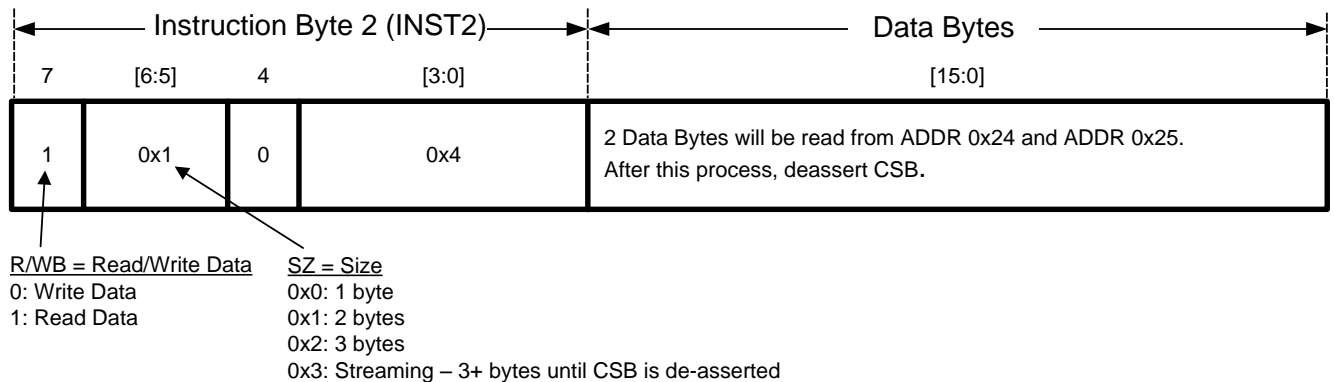 Instruction Byte 2 (INST2) Data Bytes
7 [6:5] 4 [3:0] [15:0]
1 0x1 0 0x4
2 Data Bytes will be read from ADDR 0x24 and ADDR 0x25.
After this process, deassert CSB.
R/WB = Read/Write Data
0: Write Data
1: Read Data
SZ = Size
0x0: 1 byte
0x1: 2 bytes
0x2: 3 bytes
0x3: Streaming – 3+ bytes until CSB is de-asserted